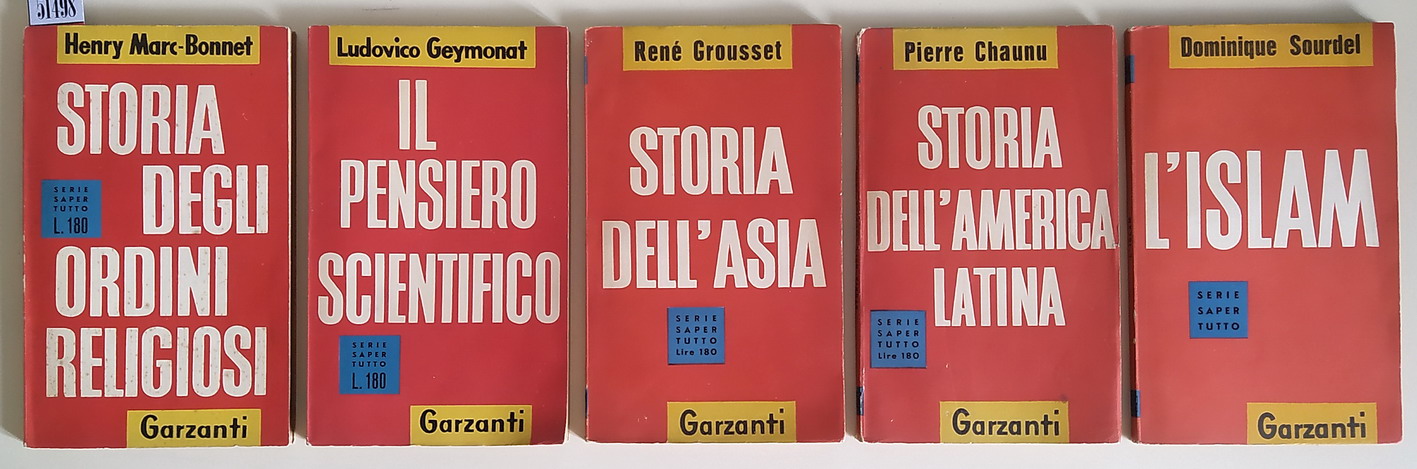 51498
Henry Marc-Bonnet
STORIA
DEGLI
ORDINI
RELIGIOSI
SERIE
SAPER
TUTTO
L. 180
Garzanti
Ludovico Geymonat
IL
PENSIERO
SCIENTIFICO
SERIE
SAPER
TUTTO
L. 180
Garzanti
René Grousset
STORIA
DELL'ASIA
SERIE
SAPER
TUTTO
Lire 180
Garzanti
Pierre Chaunu
STORIA
DELL'AMERICA
LATINA
SERIE
SAPER
TUTTO
Lire 180
Garzanti
Dominique Sourdel
L'ISLAM
SERIE
SAPER
TUTTO
Garzanti